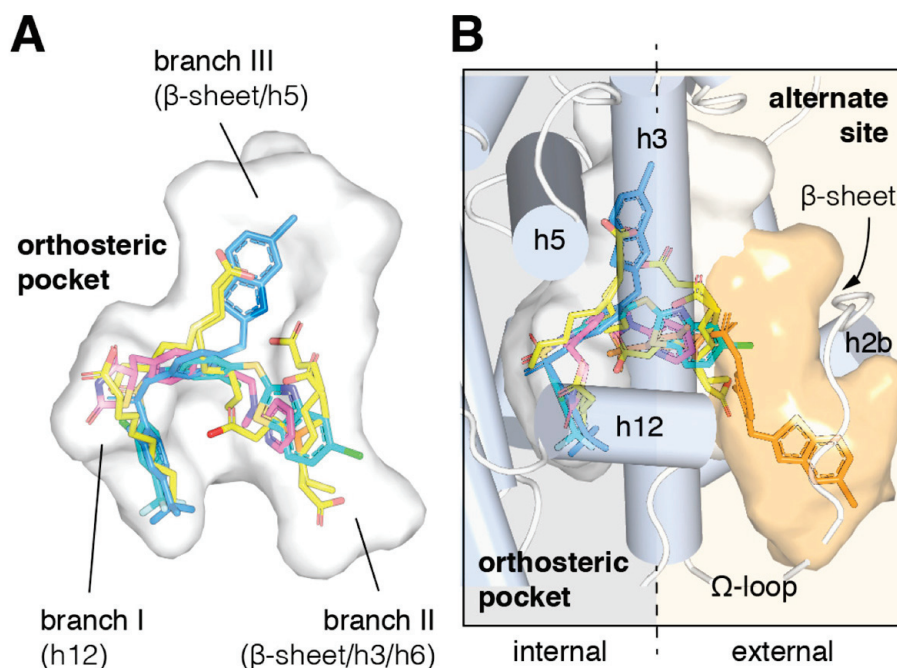 A
branch III
(β-sheet/h5)
orthosteric
pocket
branch I
(h12)
branch II
(β-sheet/h3/h6)
B
alternate
site
h3
β-sheet
h5
h2b
h12
orthosteric
pocket
Ω-loop
internal
external